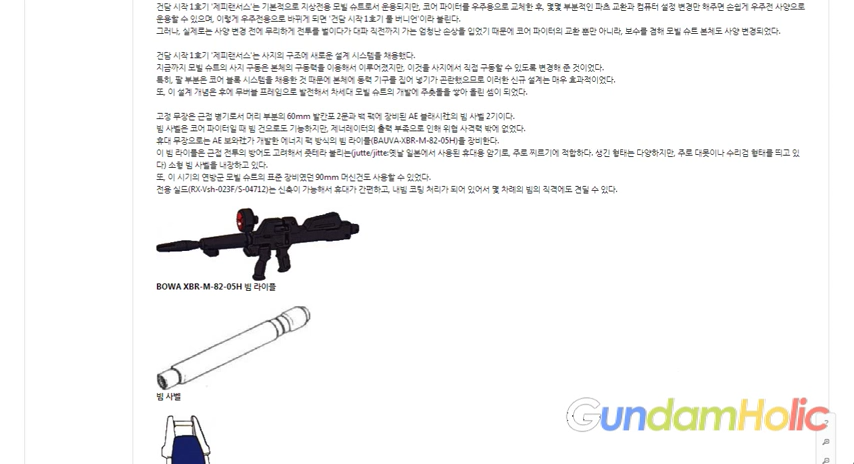 건담 시작 1호기 '제피랜서스'는 기본적으로 지상전용 모빌 슈트로서 운용되지만, 코어 파이터를 우주용으로 교체한 후, 몇몇 부분적인 파츠 교환과 컴퓨터 설정 변경만 해주면 손쉽게 우주전 사양으로
운용할 수 있으며, 이렇게 우주전용으로 바뀌게 되면 '건담 시작 1호기 풀 버니언'이라 불린다.
그러나, 실제로는 사양 변경 전에 무리하게 전투를 벌이다가 대파 직전까지 가는 엄청난 손상을 입었기 때문에 코어 파이터의 교환 뿐만 아니라, 보수를 겸해 모빌 슈트 본체도 사양 변경되었다.
건담 시작 1호기 '제피랜서스'는 사지의 구조에 새로운 설계 시스템을 채용했다.
지금까지 모빌 슈트의 사지 구동은 본체의 구동력을 이용해서 이루어졌지만, 이것을 사지에서 직접 구동할 수 있도록 변경해 준 것이었다.
특히, 팔 부분은 코어 블록 시스템을 채용한 것 때문에 본체에 동력 기구를 집어 넣기가 곤란했으므로 이러한 신규 설계는 매우 효과적이었다.
또, 이 설계 개념은 후에 무버블 프레임으로 발전해서 차세대 모빌 슈트의 개발에 주춧돌을 쌓아 올린 셈이 되었다.
고정 무장은 근접 병기로서 머리 부분의 60mm 발칸포 2문과 백 팩에 장비된 AE 블래시社의 빔 사벨 2기이다.
빔 사벨은 코어 파이터일 때 빔 건으로도 기능하지만, 제너레이터의 출력 부족으로 인해 위협 사격력 밖에 없었다.
휴대 무장으로는 AE 보와社가 개발한 에너지 팩 방식의 빔 라이플(BAUVA-XBR-M-82-05H)을 장비한다.
이 빔 라이플은 근접 전투의 방어도 고려해서 쥿테라 불리는(jutte/jitte:옛날 일본에서 사용된 휴대용 암기로, 주로 찌르기에 적합하다. 생긴 형태는 다양하지만, 주로 대못이나 수리검 형태를 띄고 있
다) 소형 빔 사벨을 내장하고 있다.
또, 이 시기의 연방군 모빌 슈트의 표준 장비였던 90mm 머신건도 사용할 수 있었다.
전용 실드(RX-Vsh-023F/S-04712)는 신축이 가능해서 휴대가 간편하고, 내빔 코팅 처리가 되어 있어서 몇 차례의 빔의 직격에도 견딜 수 있다.
BOWA XBR-M-82-05H 빔 라이플
빔 사벨
GundamHolic